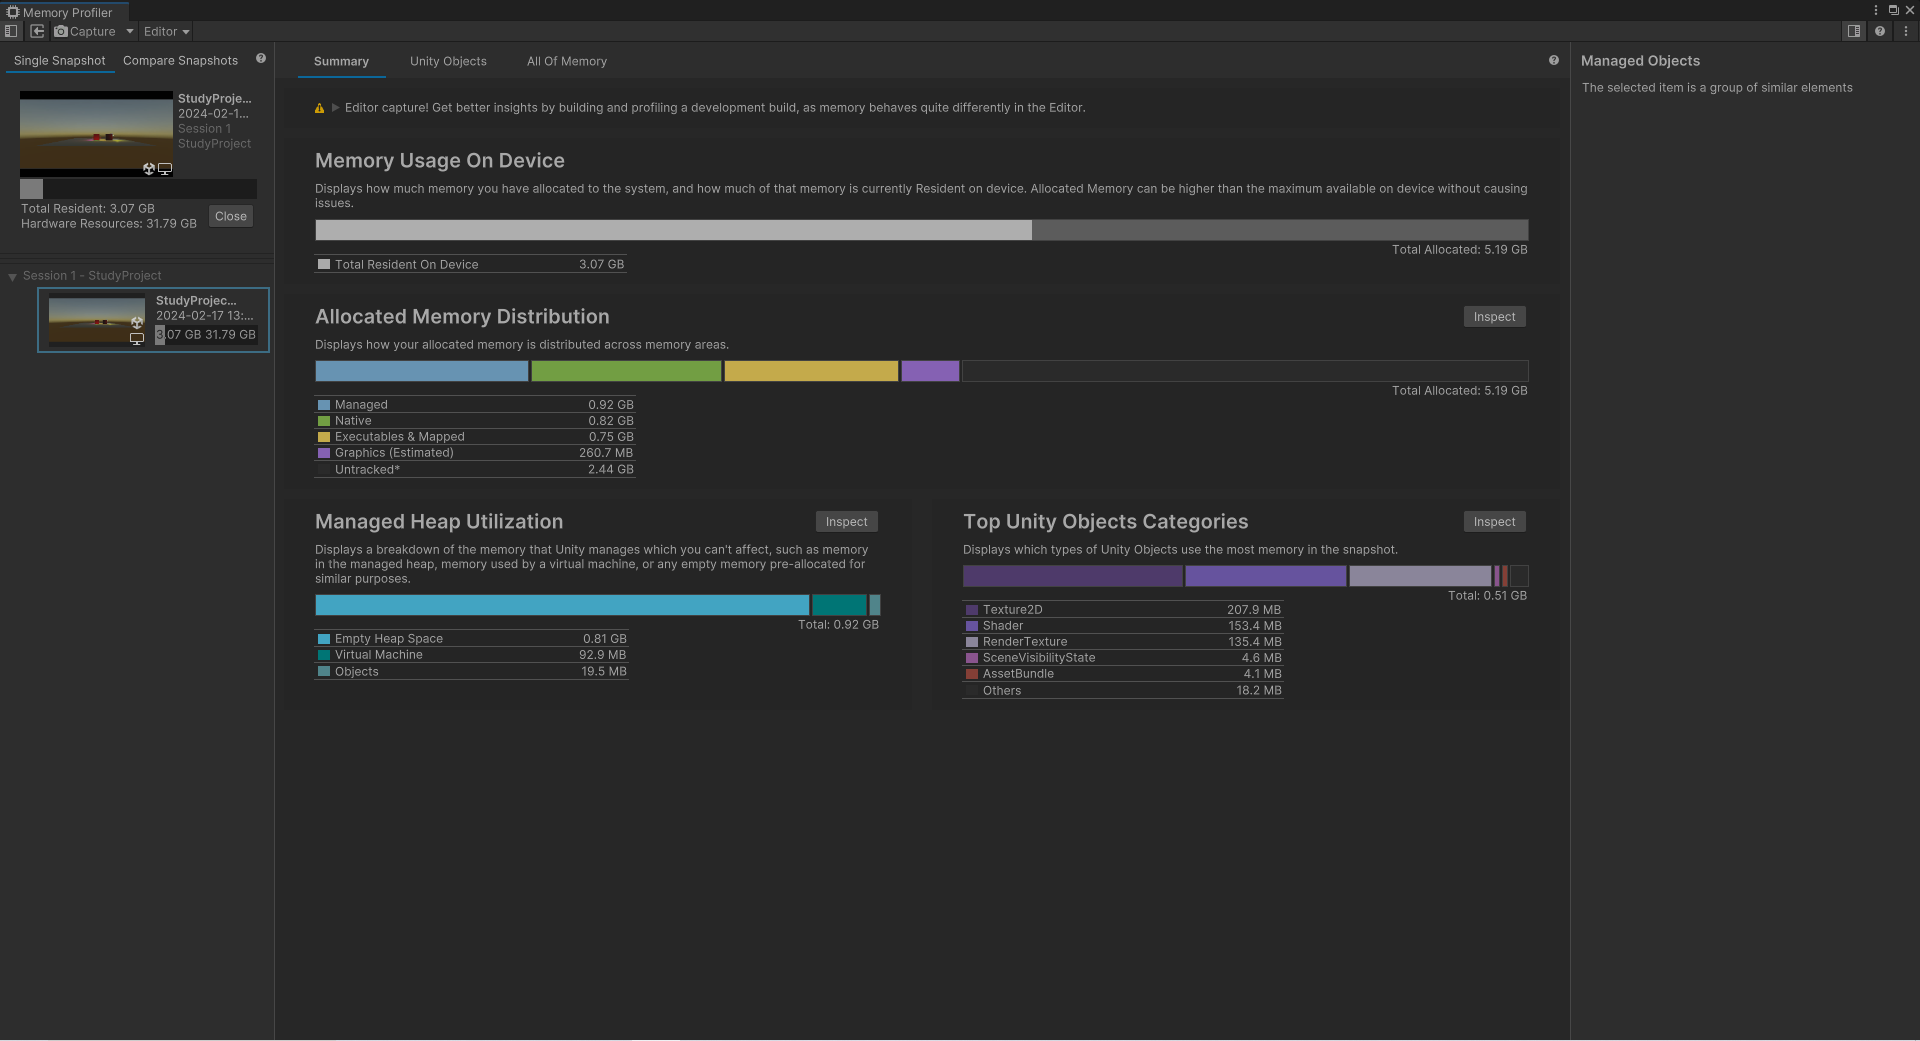 Memory Profiler
Capture
Editor
Single Snapshot
Compare Snapshots
StudyProje...
2024-02-1...
Session 1
StudyProject
Total Resident: 3.07 GB
Hardware Resources: 31.79 GB
Close
Session 1 - StudyProject
StudyProjec...
2024-02-17 13:...
3.07 GB 31.79 GB
Summary
Unity Objects
All Of Memory
Editor capture! Get better insights by building and profiling a development build, as memory behaves quite differently in the Editor.
Memory Usage On Device
Displays how much memory you have allocated to the system, and how much of that memory is currently Resident on device. Allocated Memory can be higher than the maximum available on device without causing
issues.
Total Allocated: 5.19 GB
Total Resident On Device 3.07 GB
Allocated Memory Distribution
Inspect
Displays how your allocated memory is distributed across memory areas.
Total Allocated: 5.19 GB
Managed 0.92 GB
Native 0.82 GB
Executables & Mapped 0.75 GB
Graphics (Estimated) 260.7 MB
Untracked* 2.44 GB
Managed Heap Utilization
Inspect
Displays a breakdown of the memory that Unity manages which you can't affect, such as memory
in the managed heap, memory used by a virtual machine, or any empty memory pre-allocated for
similar purposes.
Total: 0.92 GB
Empty Heap Space 0.81 GB
Virtual Machine 92.9 MB
Objects 19.5 MB
Top Unity Objects Categories
Inspect
Displays which types of Unity Objects use the most memory in the snapshot.
Total: 0.51 GB
Texture2D 207.9 MB
Shader 153.4 MB
RenderTexture 135.4 MB
SceneVisibilityState 4.6 MB
AssetBundle 4.1 MB
Others 18.2 MB
Managed Objects
The selected item is a group of similar elements